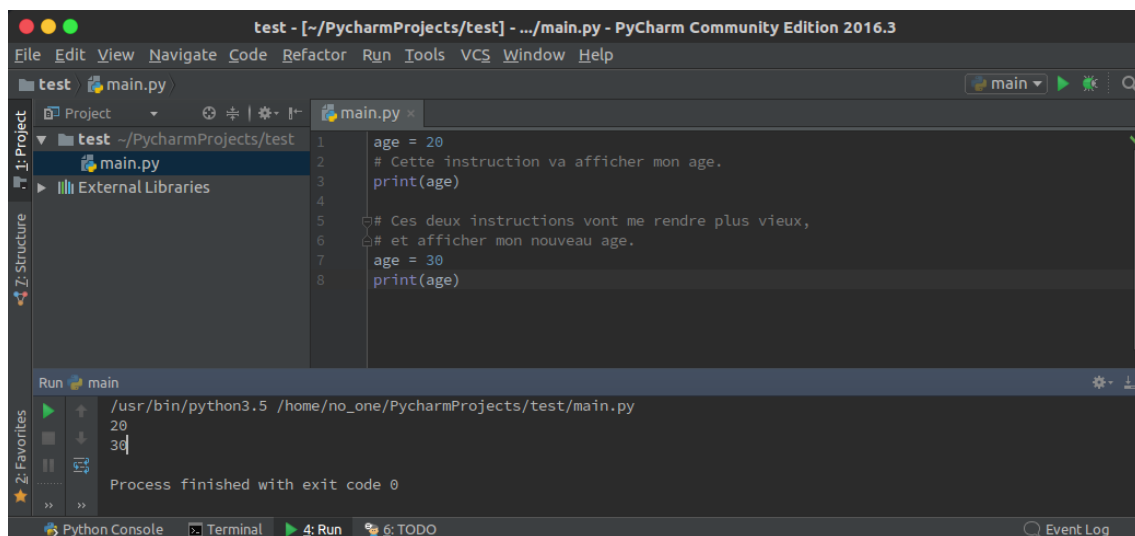 test - [~/PycharmProjects/test] - .../main.py - PyCharm Community Edition 2016.3
File Edit View Navigate Code Refactor Run Tools VCS Window Help
test main.py main
1: Project
Project
test ~/PycharmProjects/test
main.py
External Libraries
7: Structure
2: Favorites
main.py
1 age = 20
2 # Cette instruction va afficher mon age.
3 print(age)
4
5 # Ces deux instructions vont me rendre plus vieux,
6 # et afficher mon nouveau age.
7 age = 30
8 print(age)
Run main
/usr/bin/python3.5 /home/no_one/PycharmProjects/test/main.py
20
30
Process finished with exit code 0
Python Console Terminal 4: Run 6: TODO Event Log